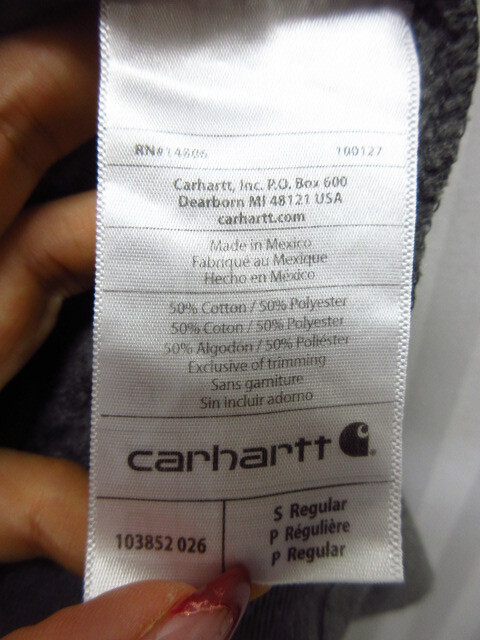 RN#14806 100127
Carhartt, Inc. P.O. Box 600
Dearborn MI 48121 USA
carhartt.com
Made in Mexico
Fabriqué au Mexique
Hecho en México
50% Cotton / 50% Polyester
50% Coton / 50% Polyester
50% Algodón / 50% Poliéster
Exclusive of trimming
Sans garniture
Sin incluir adorno
carhartt
103852 026
S Regular
P Régulière
P Regular